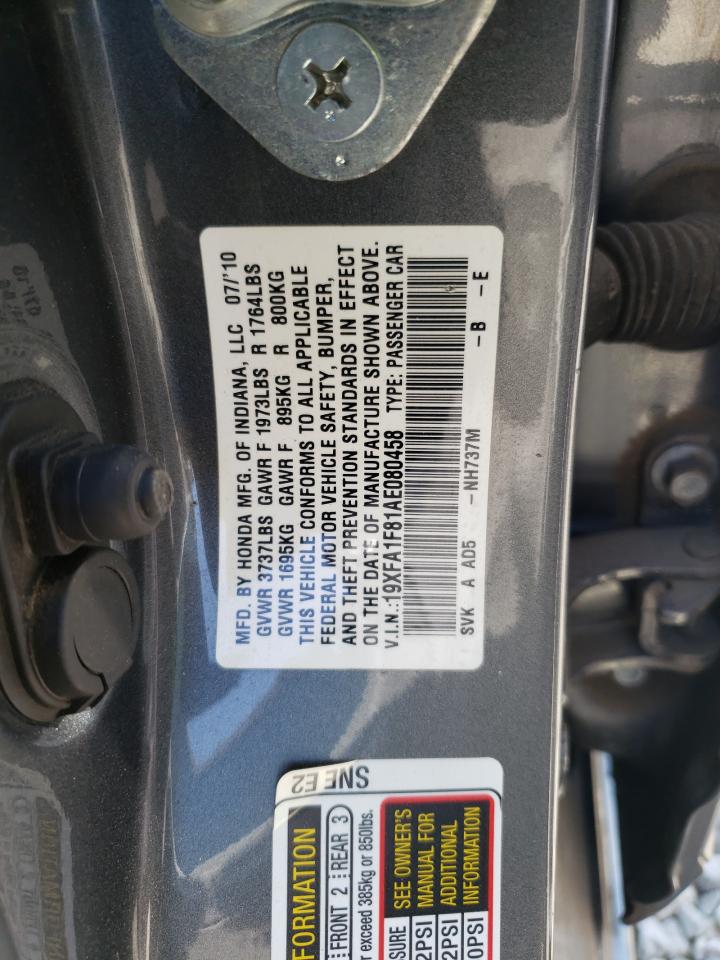 MFD. BY HONDA MFG. OF INDIANA, LLC 07/'10
GVWR 3737LBS GAWR F 1973LBS R 1764LBS
GVWR 1695KG GAWR F 895KG R 800KG
THIS VEHICLE CONFORMS TO ALL APPLICABLE
FEDERAL MOTOR VEHICLE SAFETY, BUMPER,
AND THEFT PREVENTION STANDARDS IN EFFECT
ON THE DATE OF MANUFACTURE SHOWN ABOVE.
V.I.N.:19XFA1F81AE080458 TYPE: PASSENGER CAR
SVK A AD5 -NH737M -B -E
SNE E2
FORMATION
FRONT 2 REAR 3
exceed 385kg or 850lbs.
SEE OWNER'S
MANUAL FOR
ADDITIONAL
INFORMATION
2PSI
2PSI
0PSI